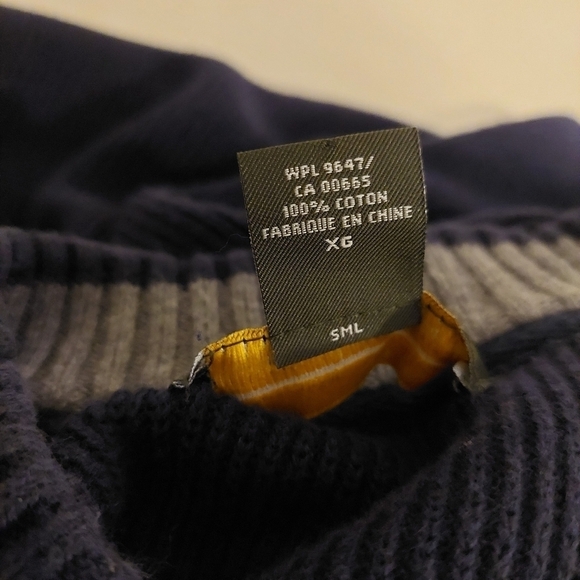 WPL 9647/
CA 00665
100% COTON
FABRIQUE EN CHINE
XG
SML